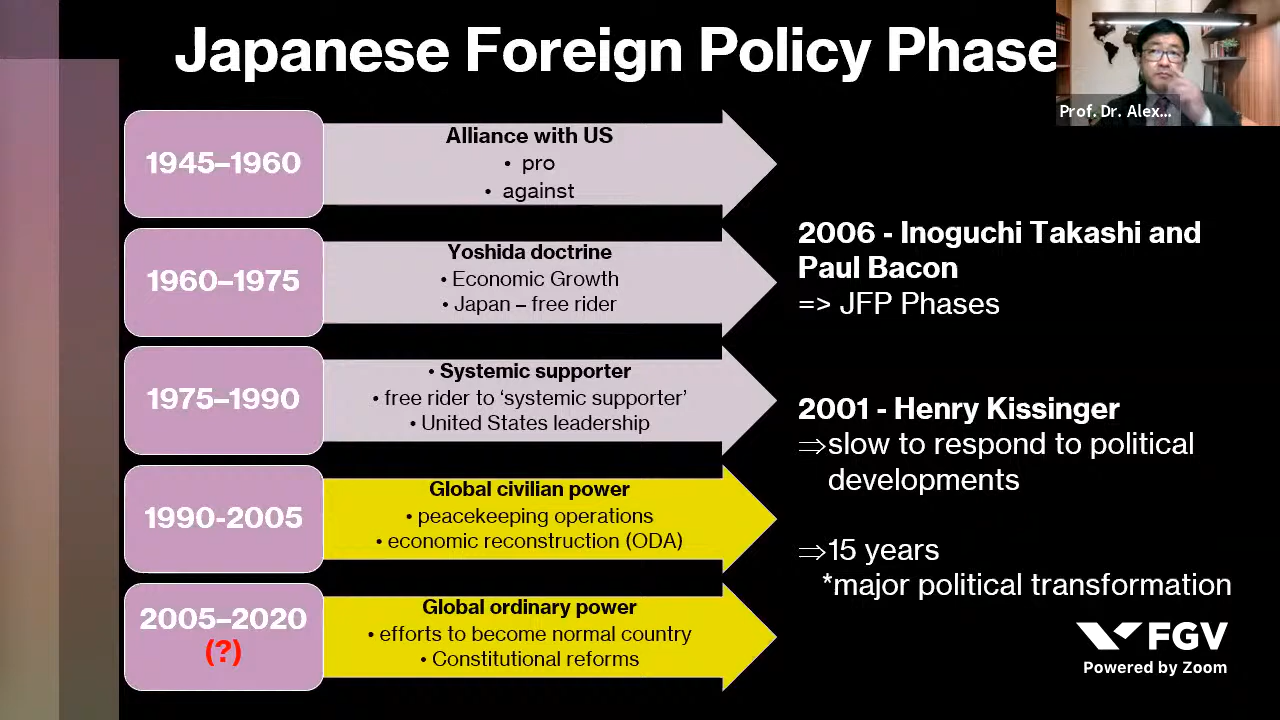 Japanese Foreign Policy Phase
Prof. Dr. Alex...
1945–1960
Alliance with US
• pro
• against
1960–1975
Yoshida doctrine
• Economic Growth
• Japan – free rider
1975–1990
• Systemic supporter
• free rider to ‘systemic supporter’
• United States leadership
1990-2005
Global civilian power
• peacekeeping operations
• economic reconstruction (ODA)
2005–2020
(?)
Global ordinary power
• efforts to become normal country
• Constitutional reforms
2006 - Inoguchi Takashi and
Paul Bacon
=> JFP Phases
2001 - Henry Kissinger
⇒slow to respond to political
developments
⇒15 years
*major political transformation
FGV
Powered by Zoom